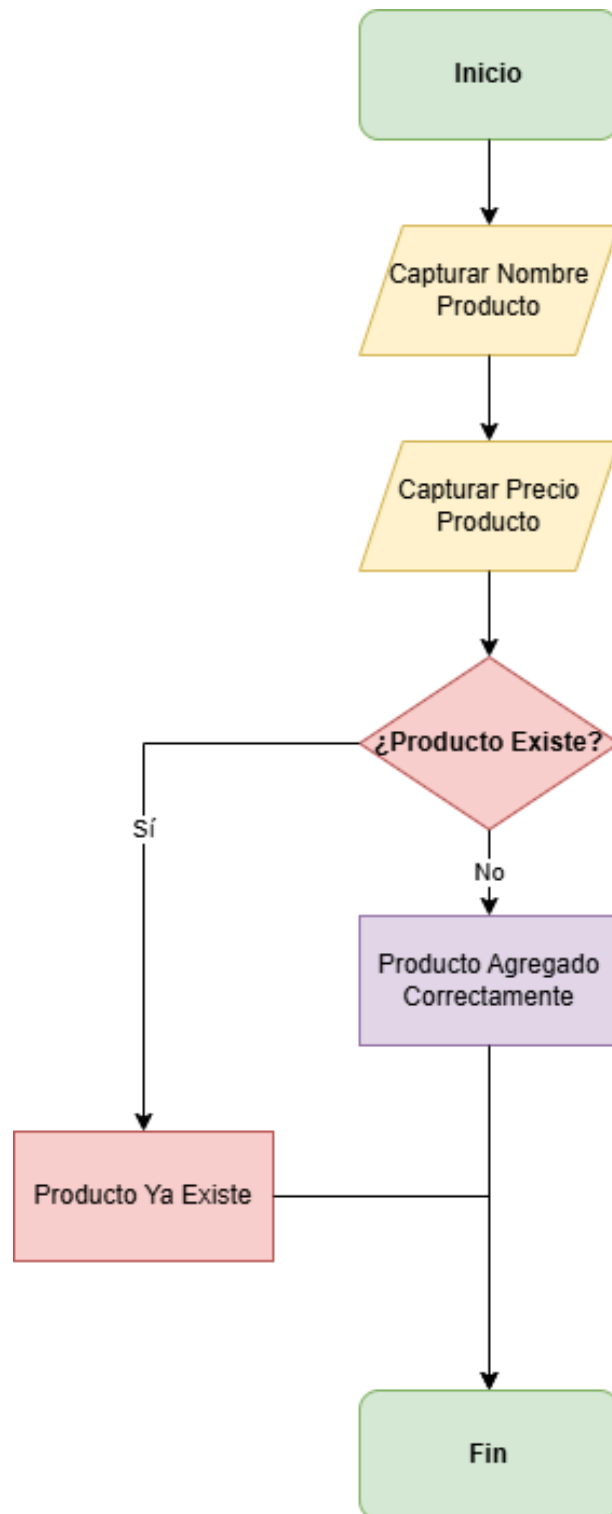 Inicio
Capturar Nombre
Producto
Capturar Precio
Producto
¿Producto Existe?
Sí
No
Producto Agregado
Correctamente
Producto Ya Existe
Fin